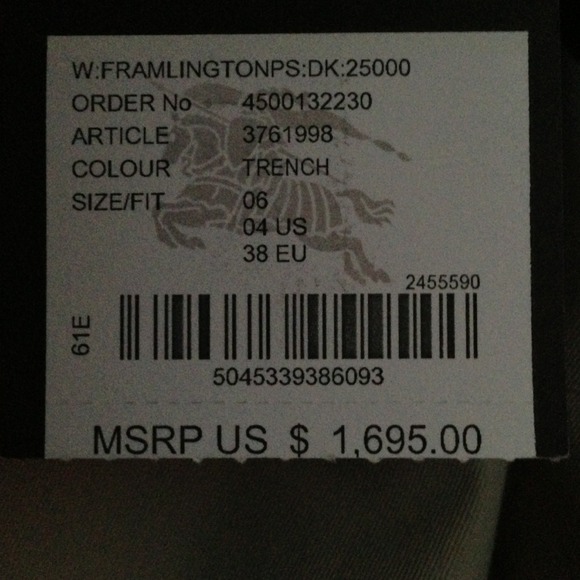 W:FRAMLINGTONPS:DK:25000
ORDER No 4500132230
ARTICLE 3761998
COLOUR TRENCH
SIZE/FIT 06
04 US
38 EU
2455590
61E
5045339386093
MSRP US $ 1,695.00